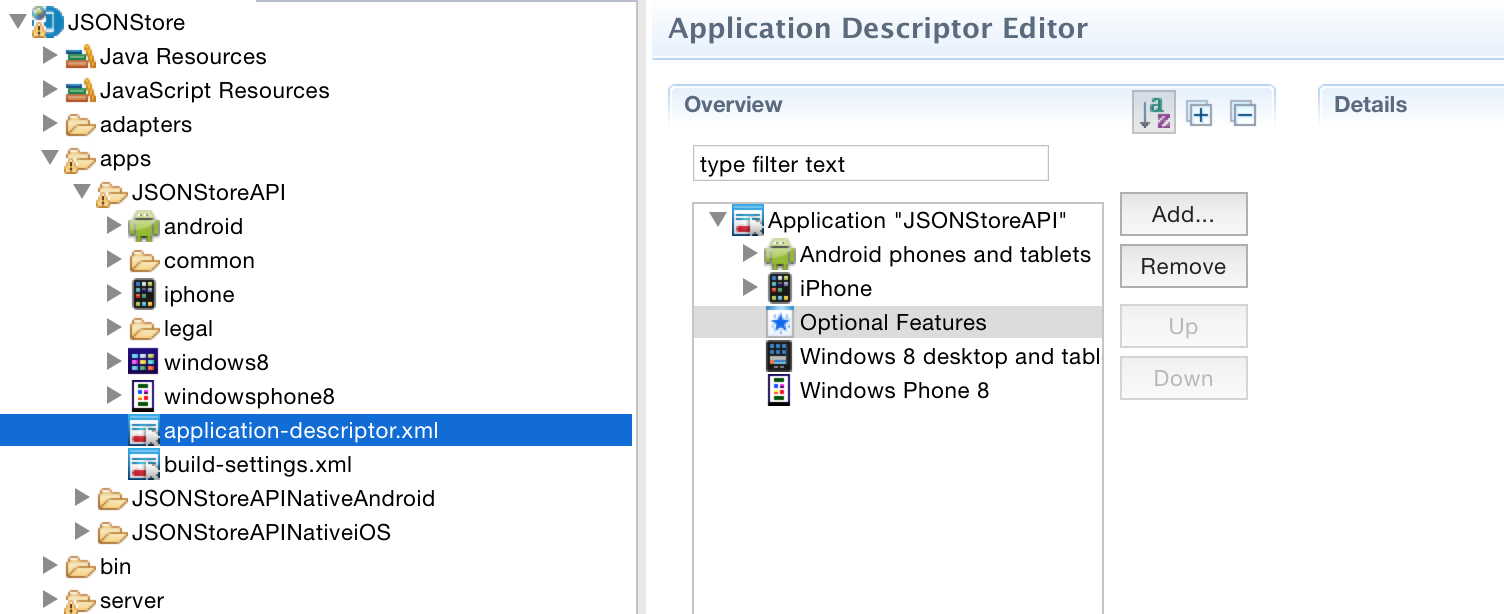 JSONStore
Java Resources
JavaScript Resources
adapters
apps
JSONStoreAPI
android
common
iphone
legal
windows8
windowsphone8
application-descriptor.xml
build-settings.xml
JSONStoreAPINativeAndroid
JSONStoreAPINativeiOS
bin
server
Application Descriptor Editor
Overview
type filter text
Application "JSONStoreAPI"
Android phones and tablets
iPhone
Optional Features
Windows 8 desktop and tabl
Windows Phone 8
Add...
Remove
Up
Down
Details